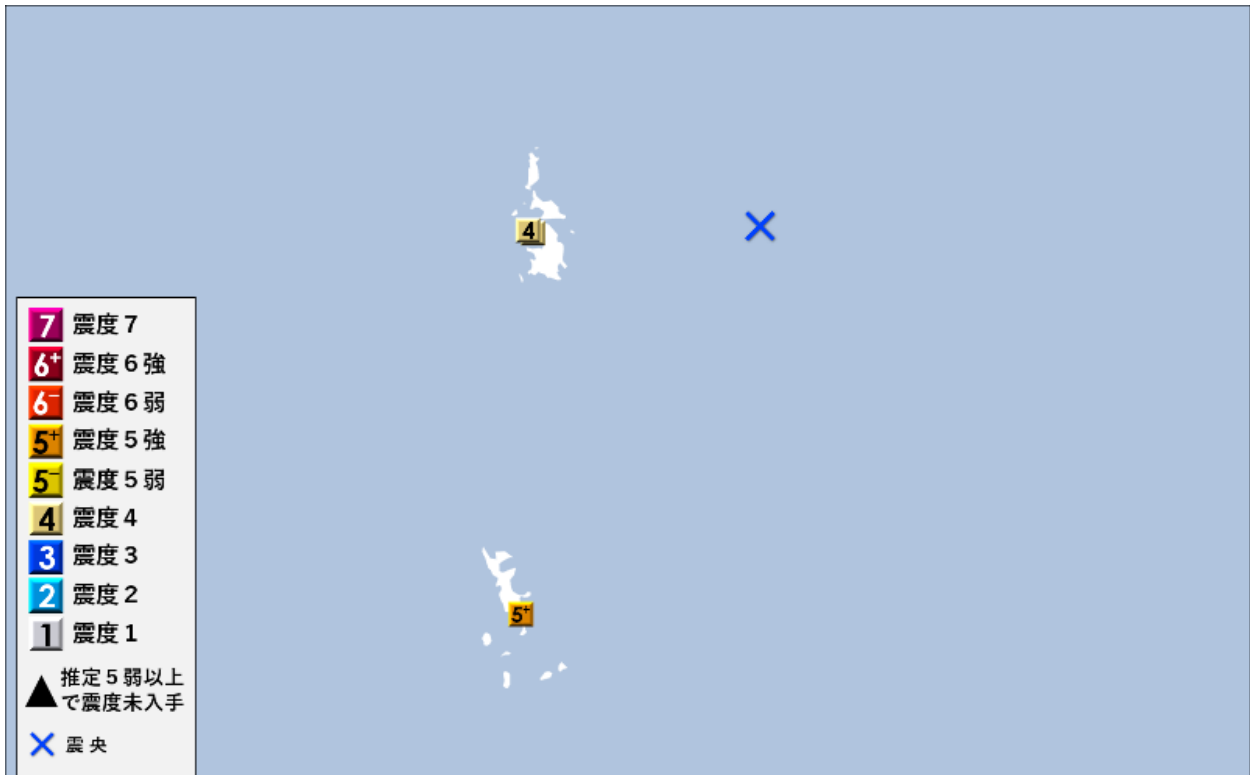 4
5+
7 震度７
6+ 震度６強
6- 震度６弱
5+ 震度５強
5- 震度５弱
4 震度４
3 震度３
2 震度２
1 震度１
推定５弱以上
で震度未入手
震央